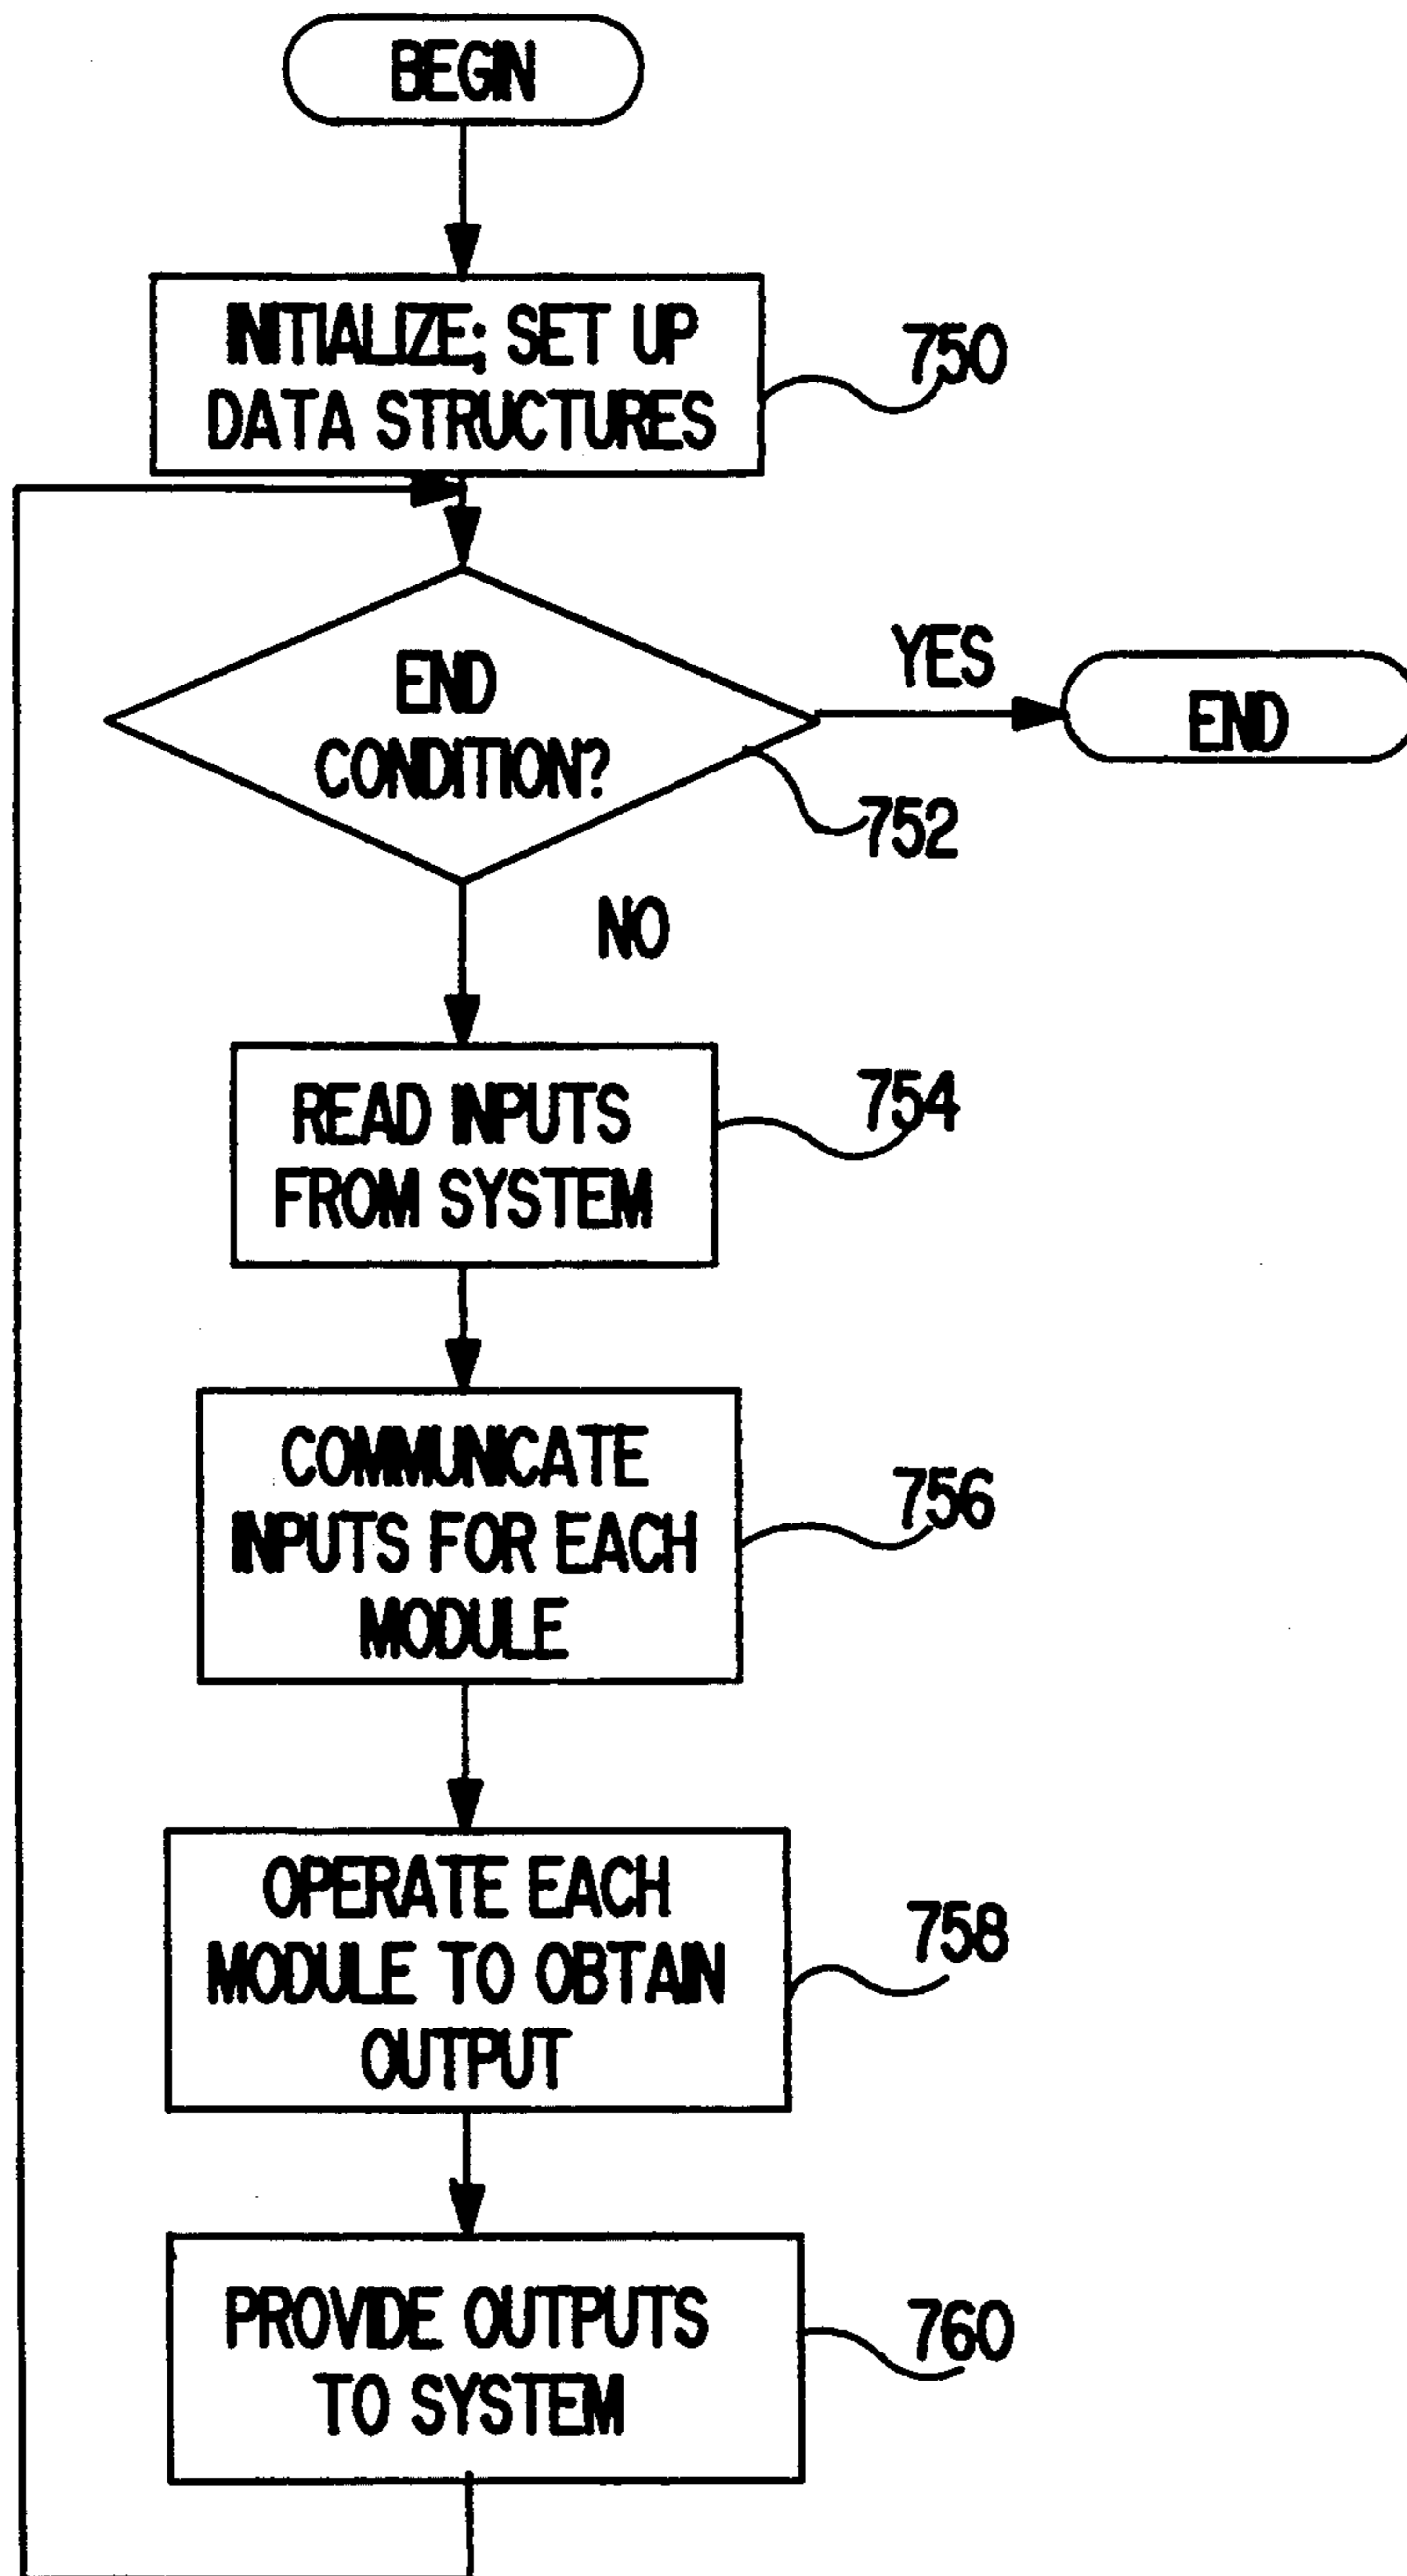 BEGIN
INITIALIZE; SET UP
DATA STRUCTURES
750
END
CONDITION?
YES
END
752
NO
READ INPUTS
FROM SYSTEM
754
COMMUNICATE
INPUTS FOR EACH
MODULE
756
OPERATE EACH
MODULE TO OBTAIN
OUTPUT
758
PROVIDE OUTPUTS
TO SYSTEM
760